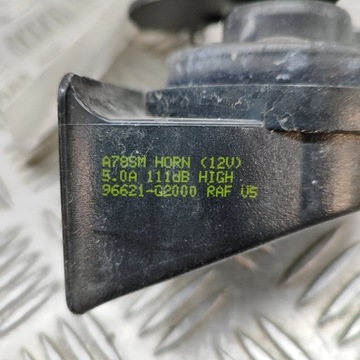 A78SM HORN (12V)
5.0A 111dB HIGH
96621-G2000 RAF V5